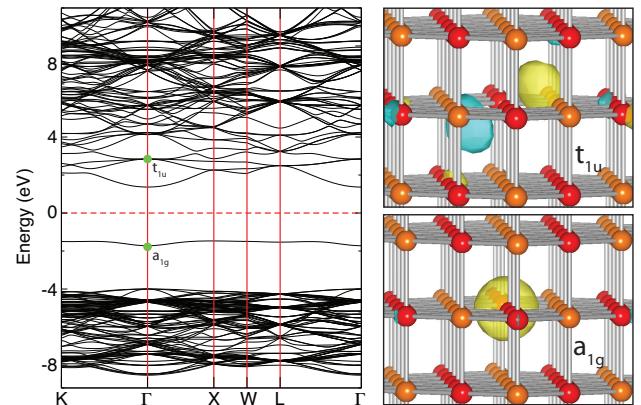 Energy (eV)
8
4
0
-4
-8
t1u
a1g
K Γ X W L Γ
t1u
a1g